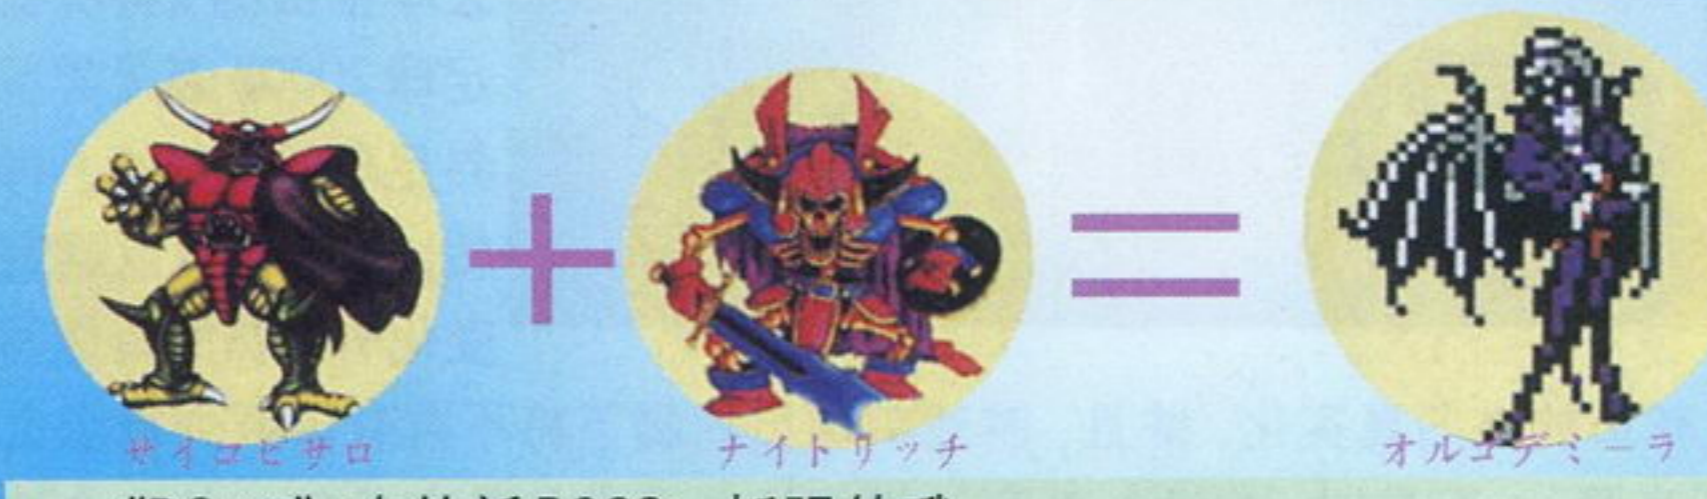 サイコピサロ
ナイトリッチ
オルゴデミーラ